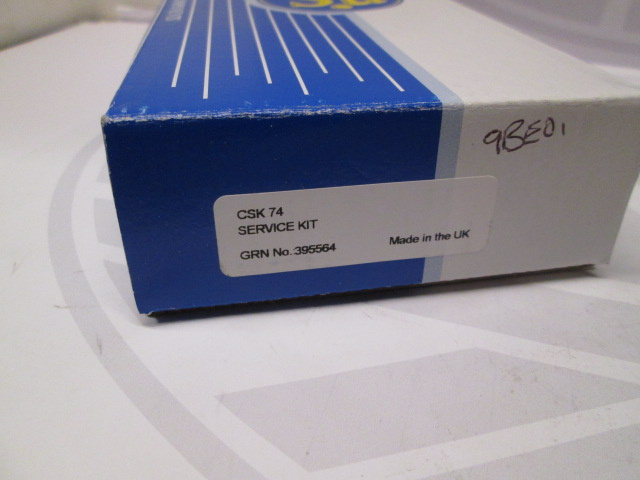 9BE01
CSK 74
SERVICE KIT
GRN No.:395564 Made in the UK